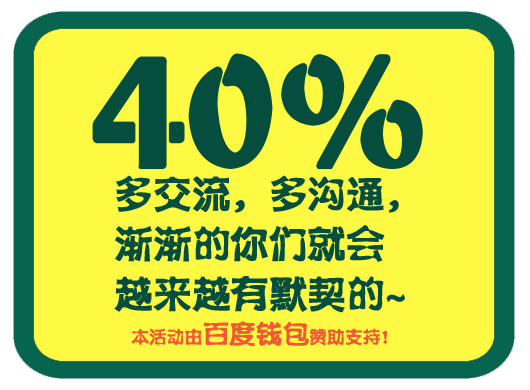 40%
多交流，多沟通，
渐渐的你们就会
越来越有默契的~
本活动由百度钱包赞助支持！